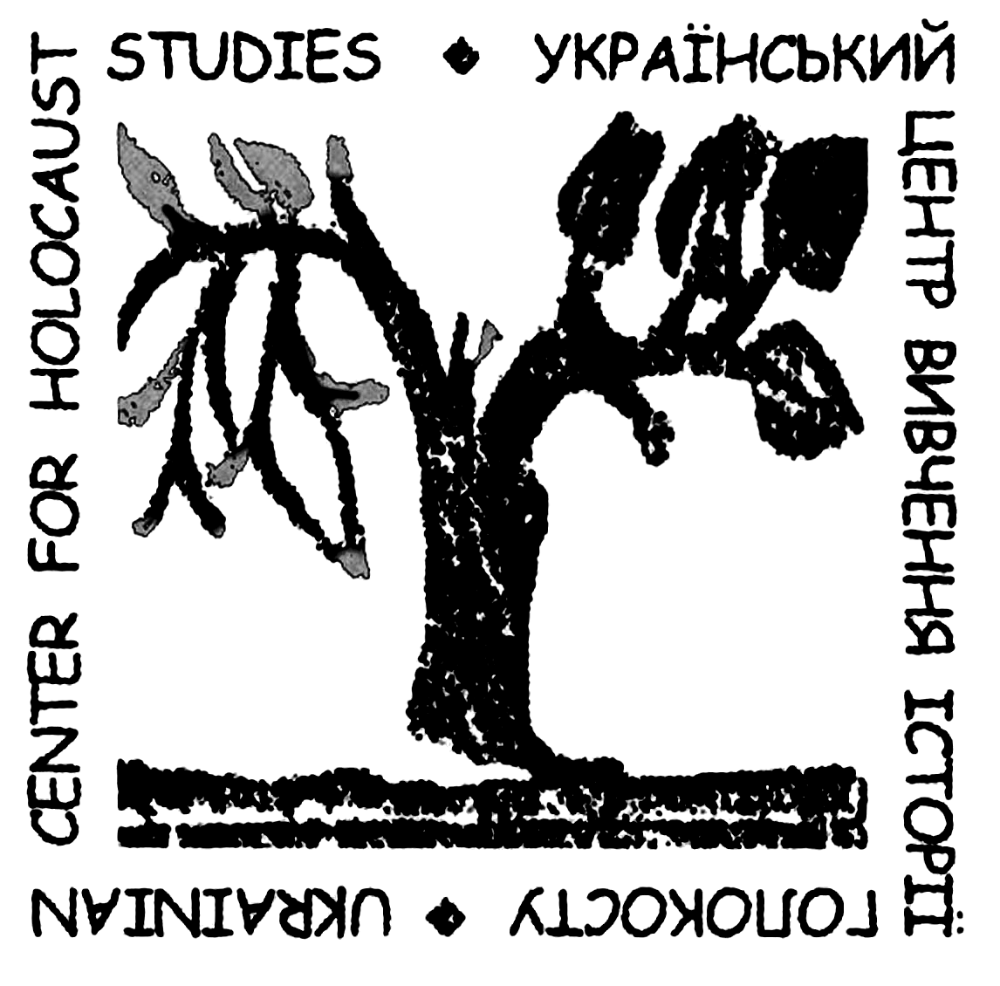 УКРАЇНСЬКИЙ
ЦЕНТР ВИВЧЕННЯ ІСТОРІЇ
ГОЛОКОСТУ
◆
UKRAINIAN
CENTER FOR HOLOCAUST
STUDIES
◆